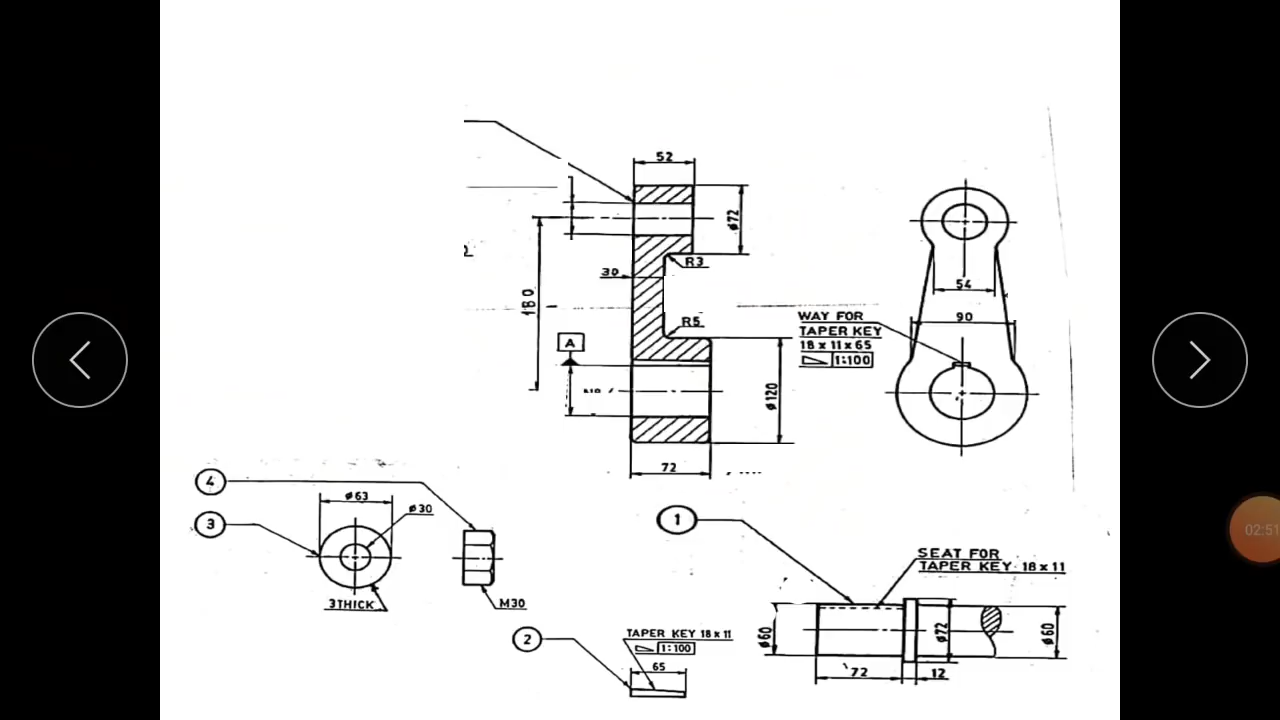 52
ø72
R3
30
54
180
90
R5
WAY FOR
TAPER KEY
18 x 11 x 65
1:100
A
ø120
72
4
ø63
ø30
3
1
SEAT FOR
TAPER KEY 18 x 11
3 THICK
M30
2
TAPER KEY 18 x 11
1:100
65
ø60
ø72
ø60
72
12
02:51